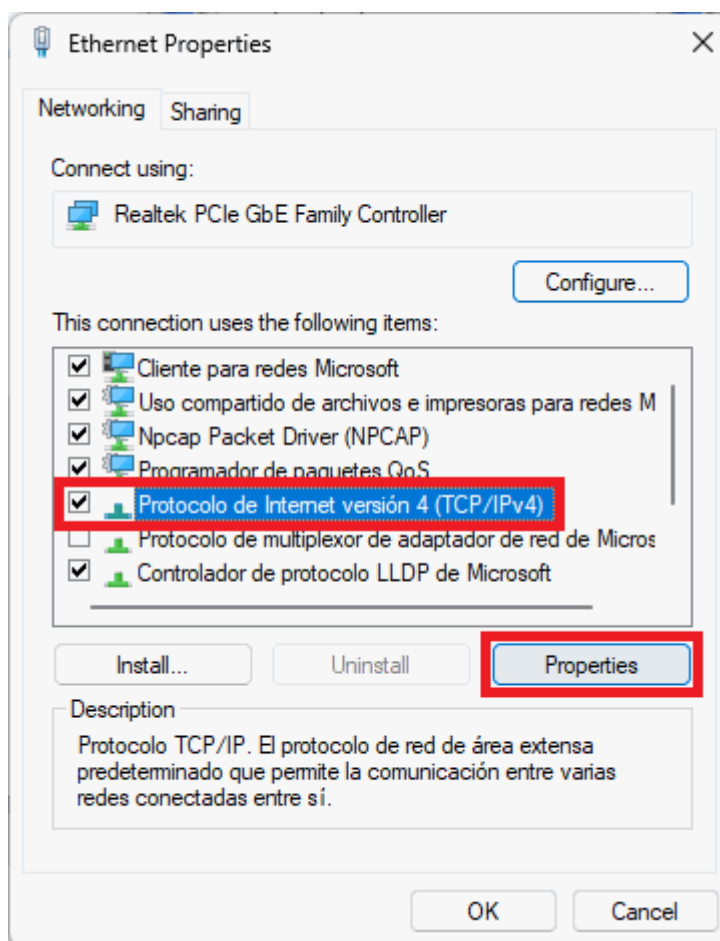 Ethernet Properties
Networking
Sharing
Connect using:
Realtek PCIe GbE Family Controller
Configure...
This connection uses the following items:
Cliente para redes Microsoft
Uso compartido de archivos e impresoras para redes M
Npcap Packet Driver (NPCAP)
Programador de paquetes QoS
Protocolo de Internet versión 4 (TCP/IPv4)
Protocolo de multiplexor de adaptador de red de Micros
Controlador de protocolo LLDP de Microsoft
Install...
Uninstall
Properties
Description
Protocolo TCP/IP. El protocolo de red de área extensa
predeterminado que permite la comunicación entre varias
redes conectadas entre sí.
OK
Cancel